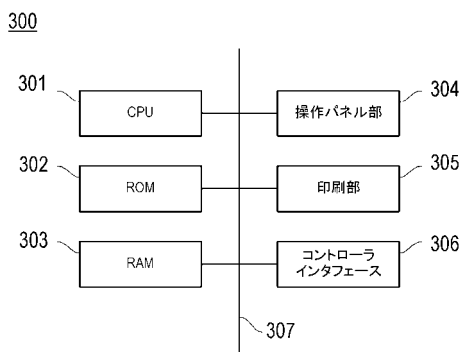 300
301
CPU
302
ROM
303
RAM
304
操作パネル部
305
印刷部
306
コントローラ
インタフェース
307